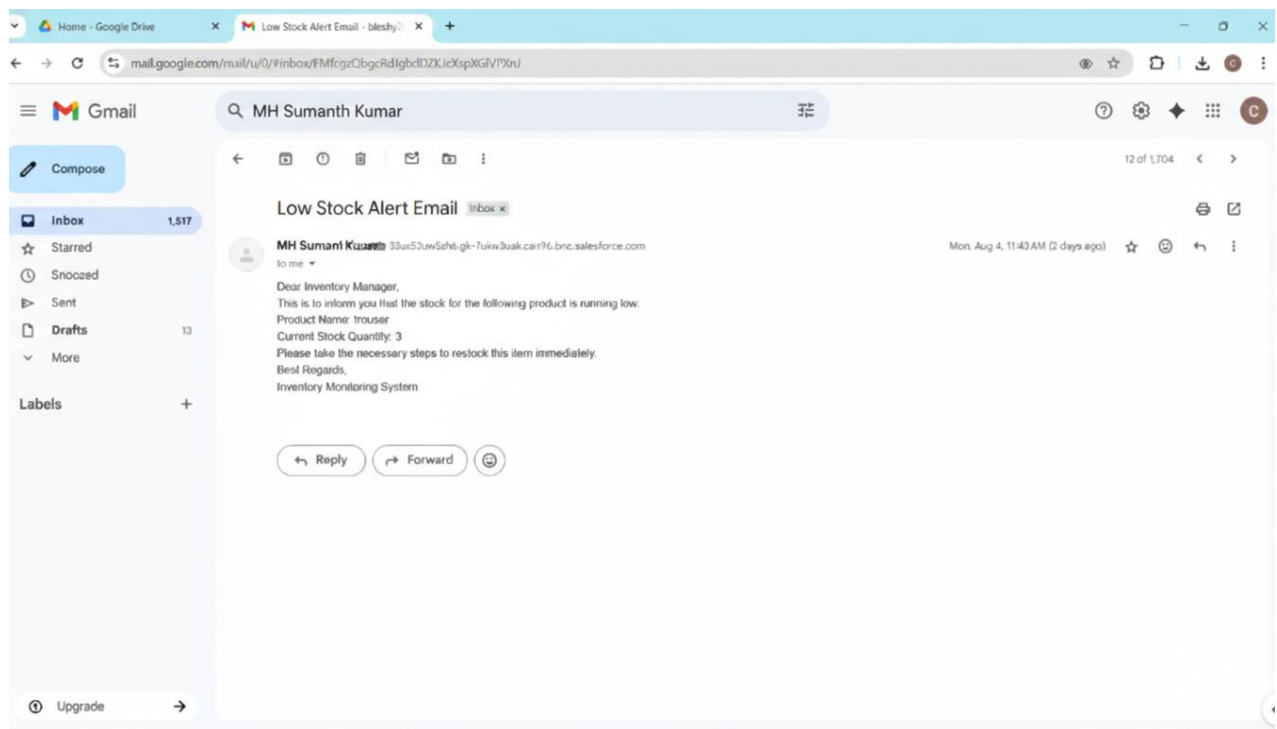 Home - Google Drive
Low Stock Alert Email -
Gmail
MH Sumanth Kumar
C
Compose
12 of 1,704
Low Stock Alert Email Inbox x
Inbox 1,517
MH Sumant
Mon, Aug 4, 11:43 AM (2 days ago)
Starred
to me
Snoozed
Dear Inventory Manager,
Sent
This is to inform you that the stock for the following product is running low:
Drafts 13
Product Name: trouser
Current Stock Quantity: 3
More
Please take the necessary steps to restock this item immediately.
Best Regards,
Inventory Monitoring System
Labels
Reply Forward
Upgrade